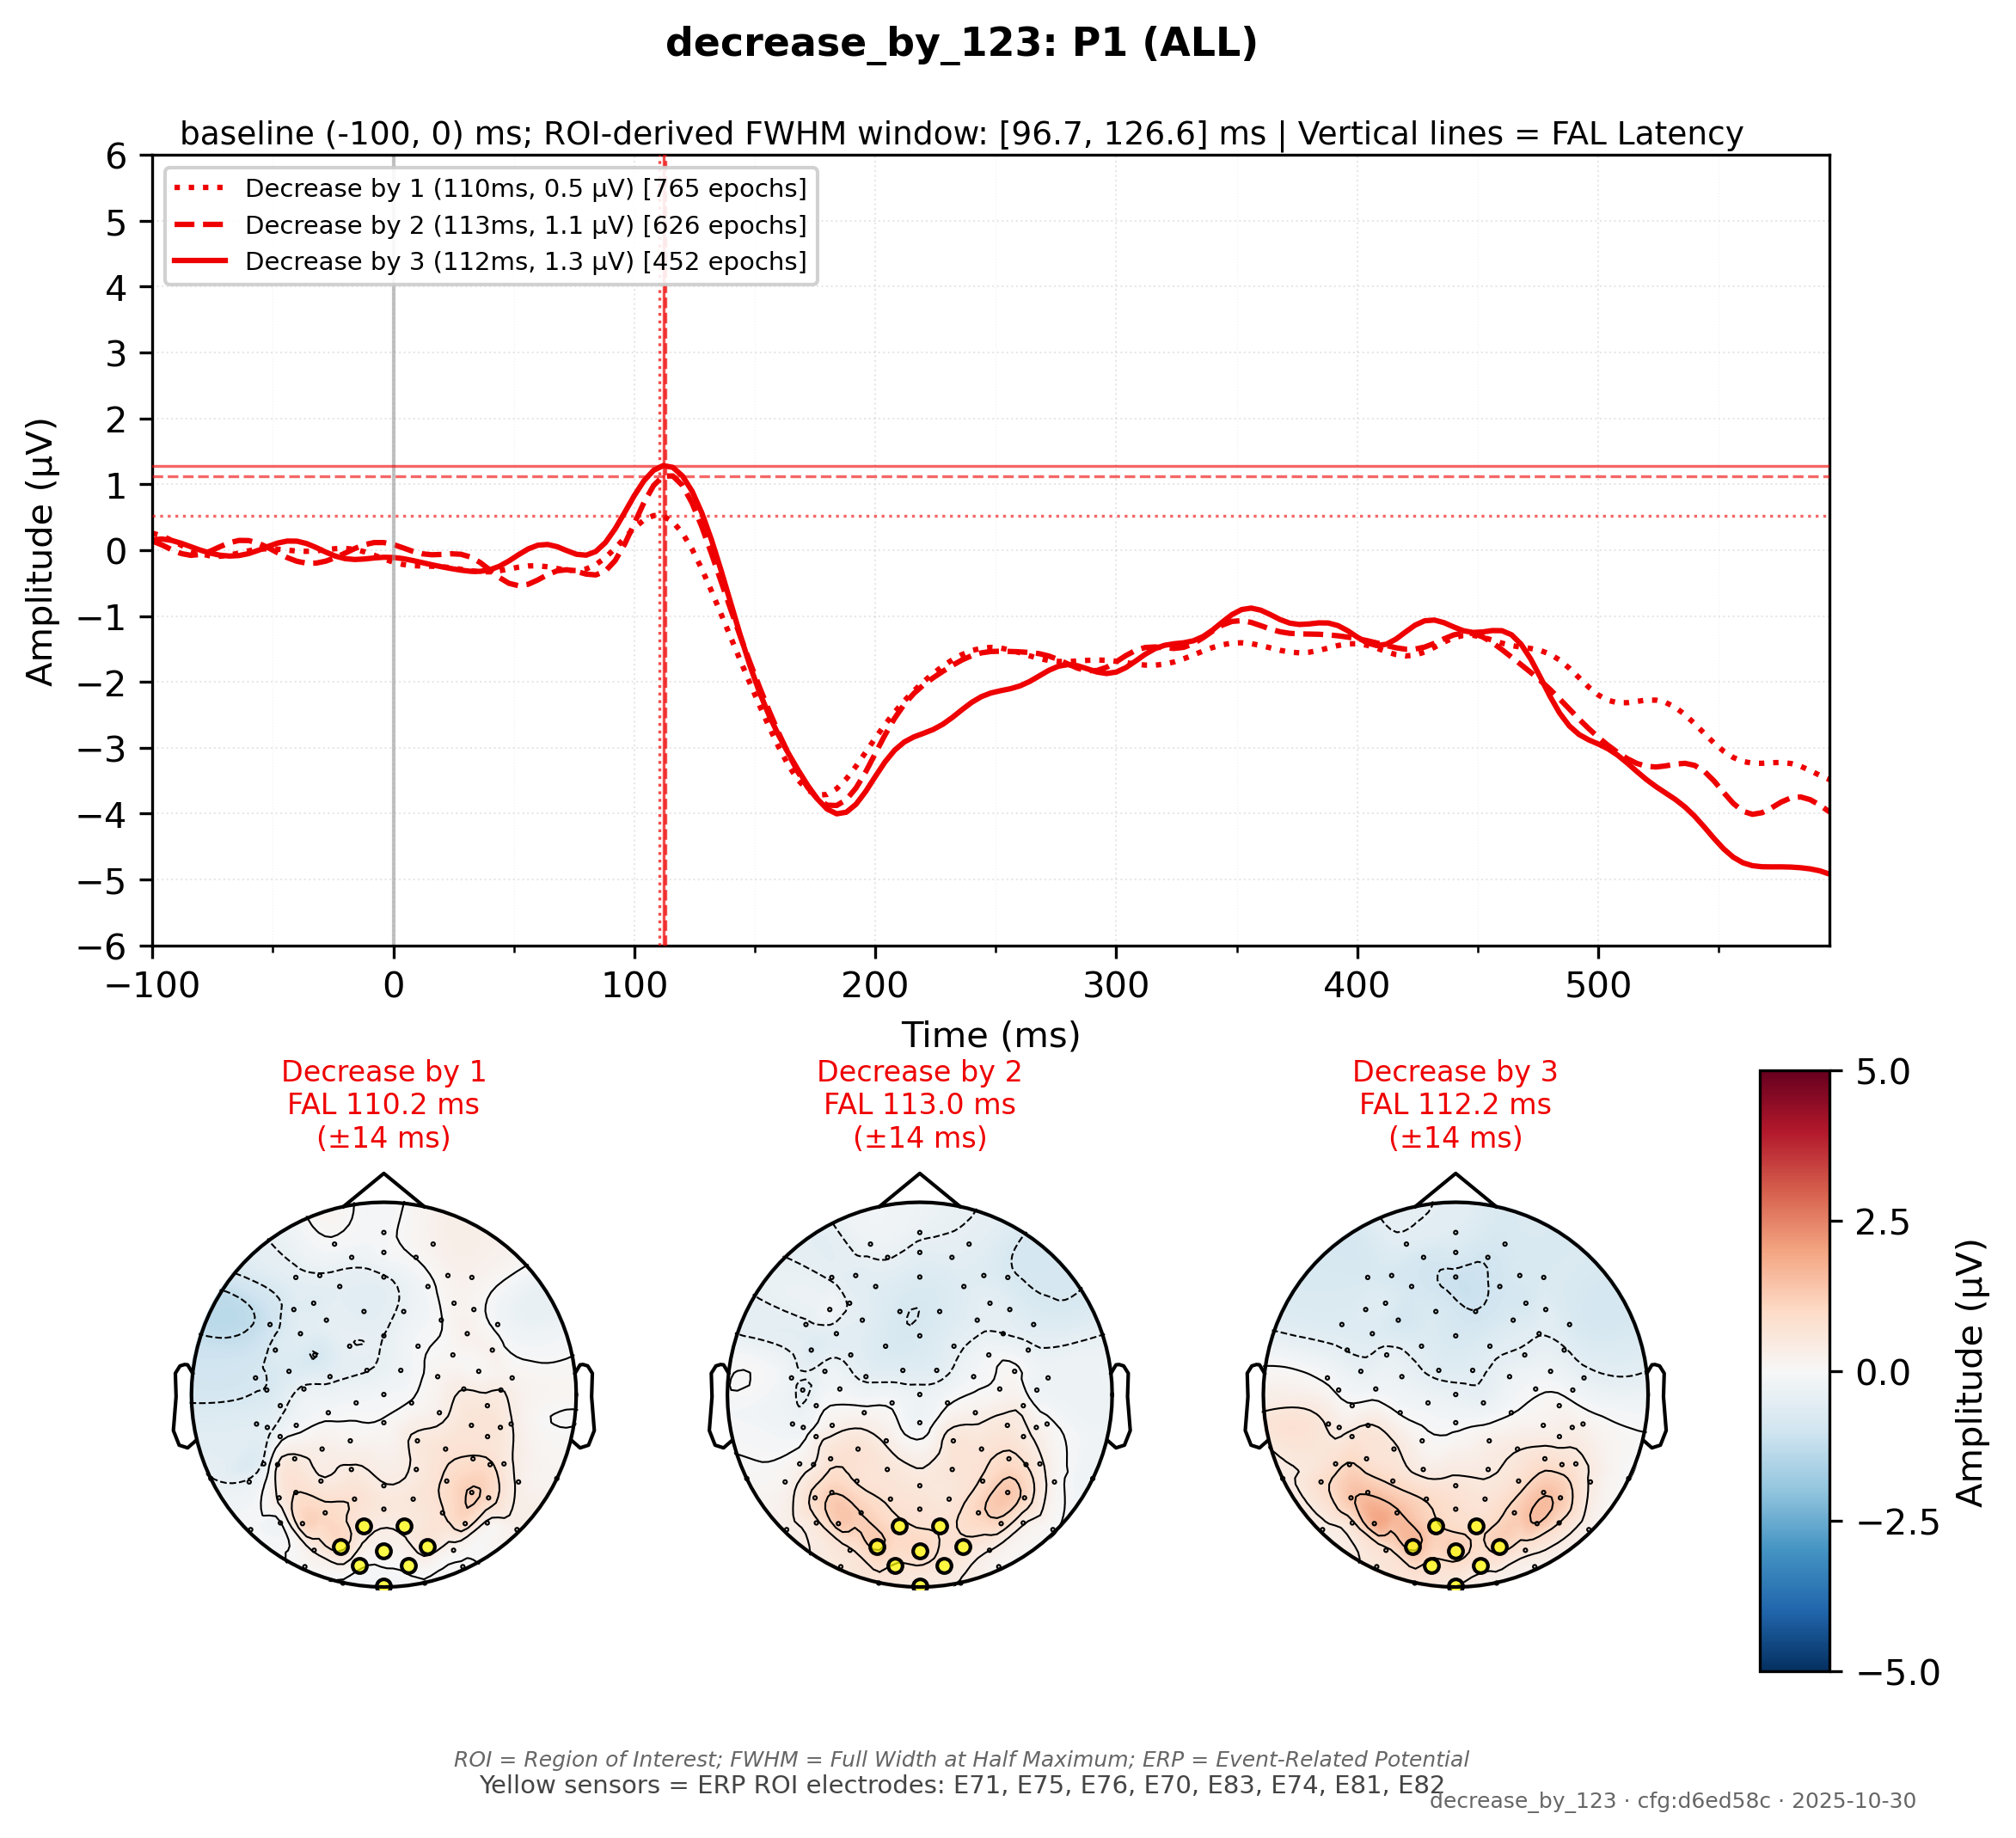 decrease_by_123: P1 (ALL)
baseline (-100, 0) ms; ROI-derived FWHM window: [96.7, 126.6] ms | Vertical lines = FAL Latency
Decrease by 1 (110ms, 0.5 µV) [765 epochs]
Decrease by 2 (113ms, 1.1 µV) [626 epochs]
Decrease by 3 (112ms, 1.3 µV) [452 epochs]
6
5
4
3
2
1
0
−1
−2
−3
−4
−5
−6
Amplitude (µV)
−100
0
100
200
300
400
500
Time (ms)
Decrease by 1
FAL 110.2 ms
(±14 ms)
Decrease by 2
FAL 113.0 ms
(±14 ms)
Decrease by 3
FAL 112.2 ms
(±14 ms)
5.0
2.5
0.0
−2.5
−5.0
Amplitude (µV)
ROI = Region of Interest; FWHM = Full Width at Half Maximum; ERP = Event-Related Potential
Yellow sensors = ERP ROI electrodes: E71, E75, E76, E70, E83, E74, E81, E82
decrease_by_123 · cfg:d6ed58c · 2025-10-30